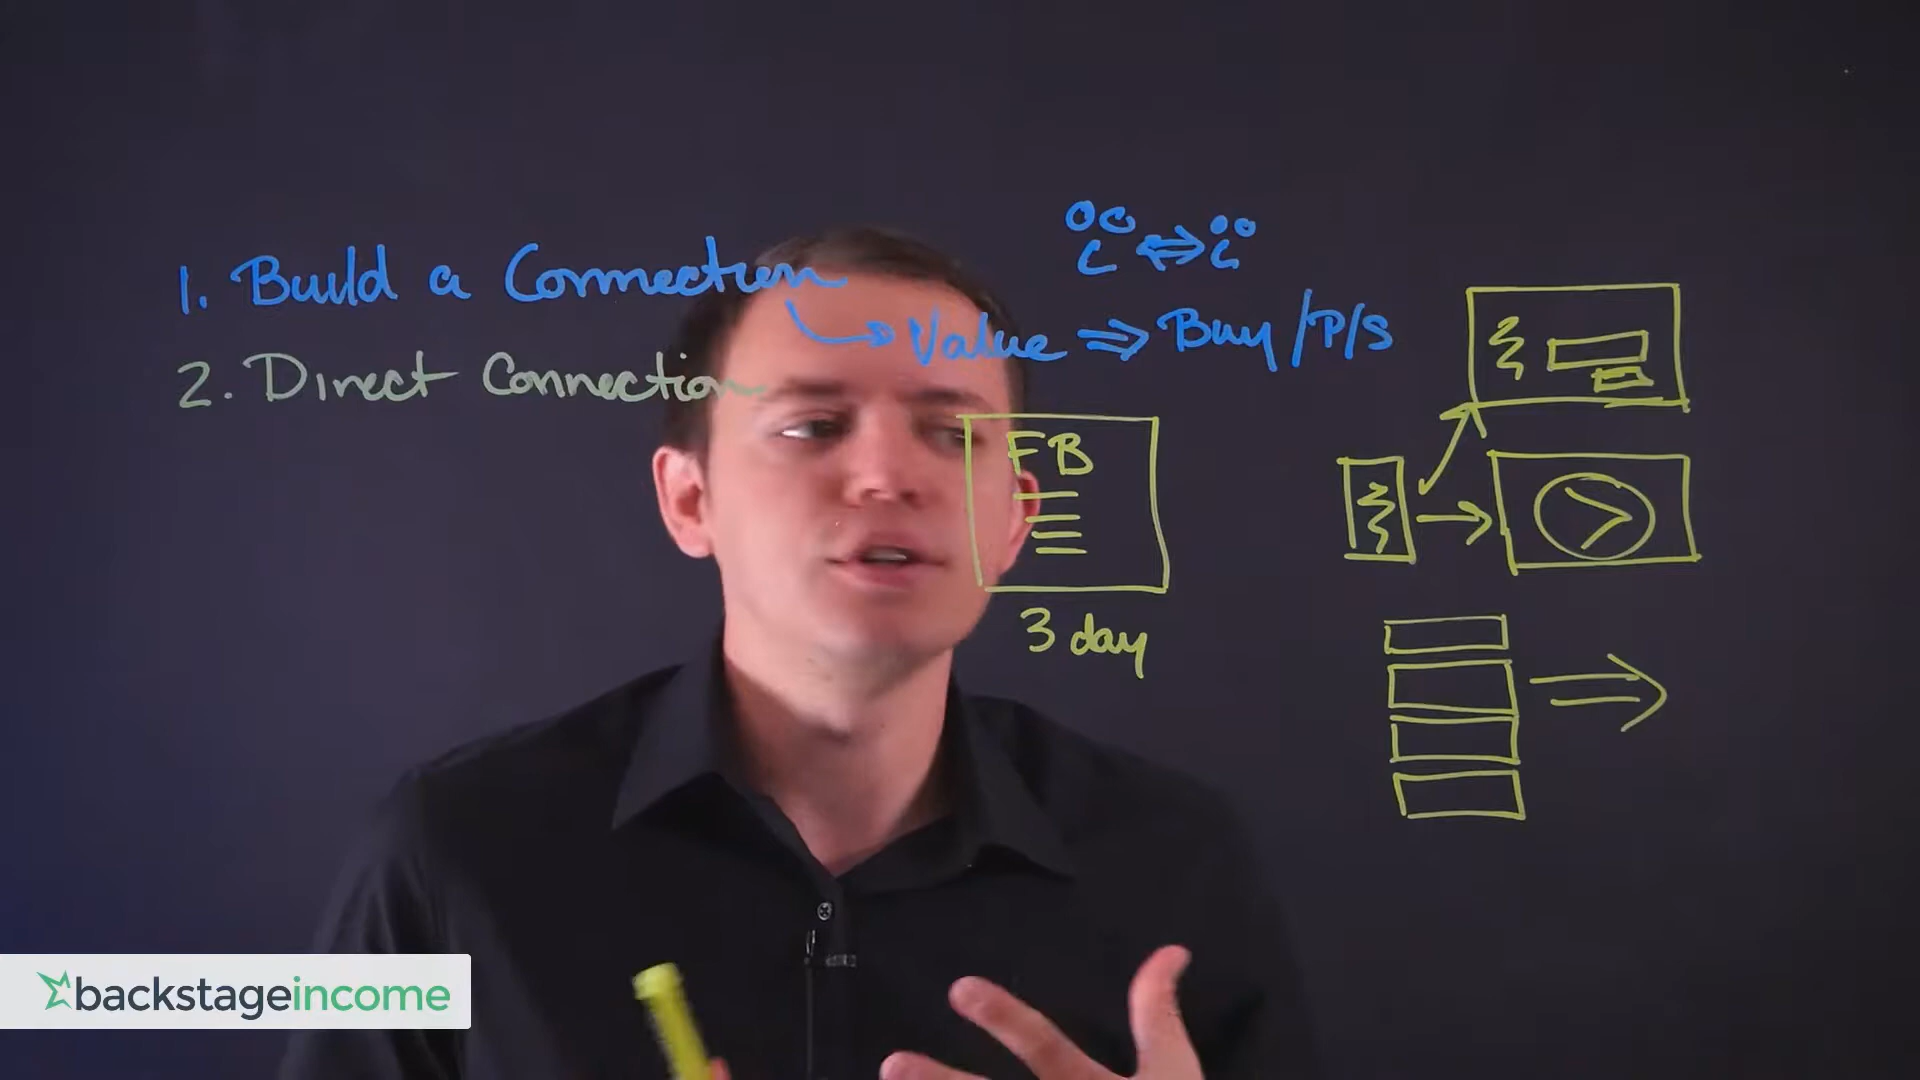 1. Build a Connection
Value ⇒ Buy/P/S
2. Direct Connection
FB
3 day
backstageincome